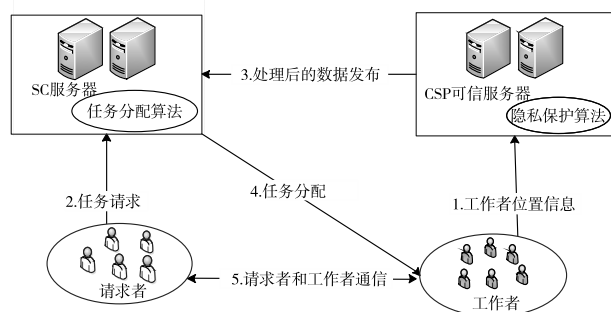 3.处理后的数据发布
SC服务器
任务分配算法
CSP可信服务器
隐私保护算法
2.任务请求
4.任务分配
1.工作者位置信息
请求者
5.请求者和工作者通信
工作者